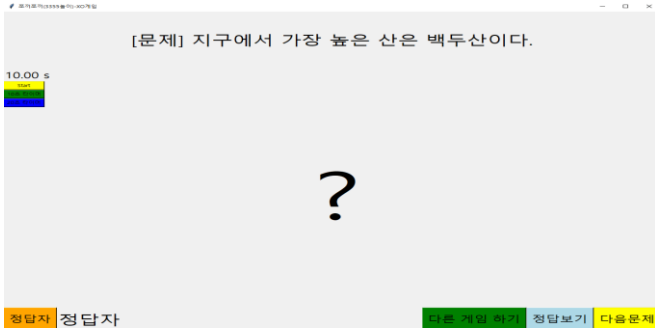 [문제] 지구에서 가장 높은 산은 백두산이다.
10.00 s
START
?
정답자 정답자
다른 게임 하기 정답보기 다음문제